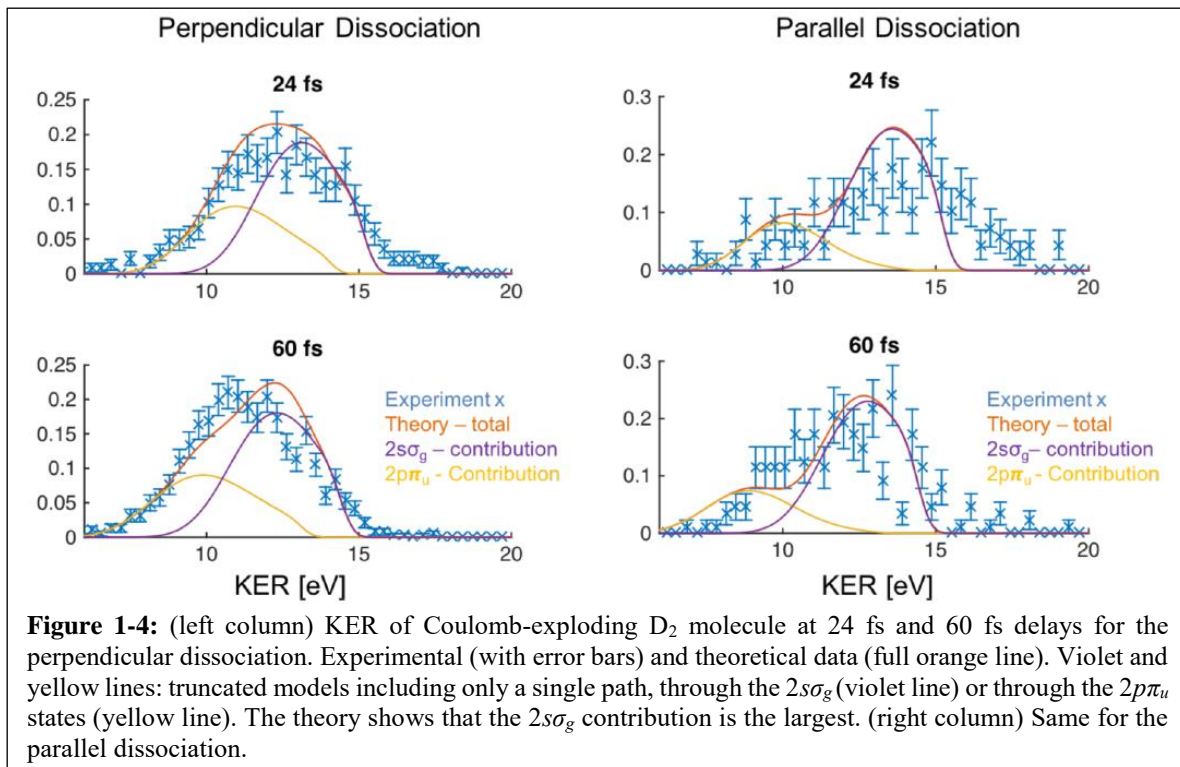 Perpendicular Dissociation
Parallel Dissociation
24 fs
0.25
0.2
0.15
0.1
0.05
0
10
15
20
24 fs
0.3
0.2
0.1
0
10
15
20
60 fs
0.25
0.2
0.15
0.1
0.05
0
10
15
20
KER [eV]
Experiment x
Theory – total
2sσg – contribution
2pπu - Contribution
60 fs
0.3
0.2
0.1
0
10
15
20
KER [eV]
Experiment x
Theory – total
2sσg – contribution
2pπu - Contribution
Figure 1-4: (left column) KER of Coulomb-exploding D2 molecule at 24 fs and 60 fs delays for the
perpendicular dissociation. Experimental (with error bars) and theoretical data (full orange line). Violet and
yellow lines: truncated models including only a single path, through the 2sσg (violet line) or through the 2pπu
states (yellow line). The theory shows that the 2sσg contribution is the largest. (right column) Same for the
parallel dissociation.